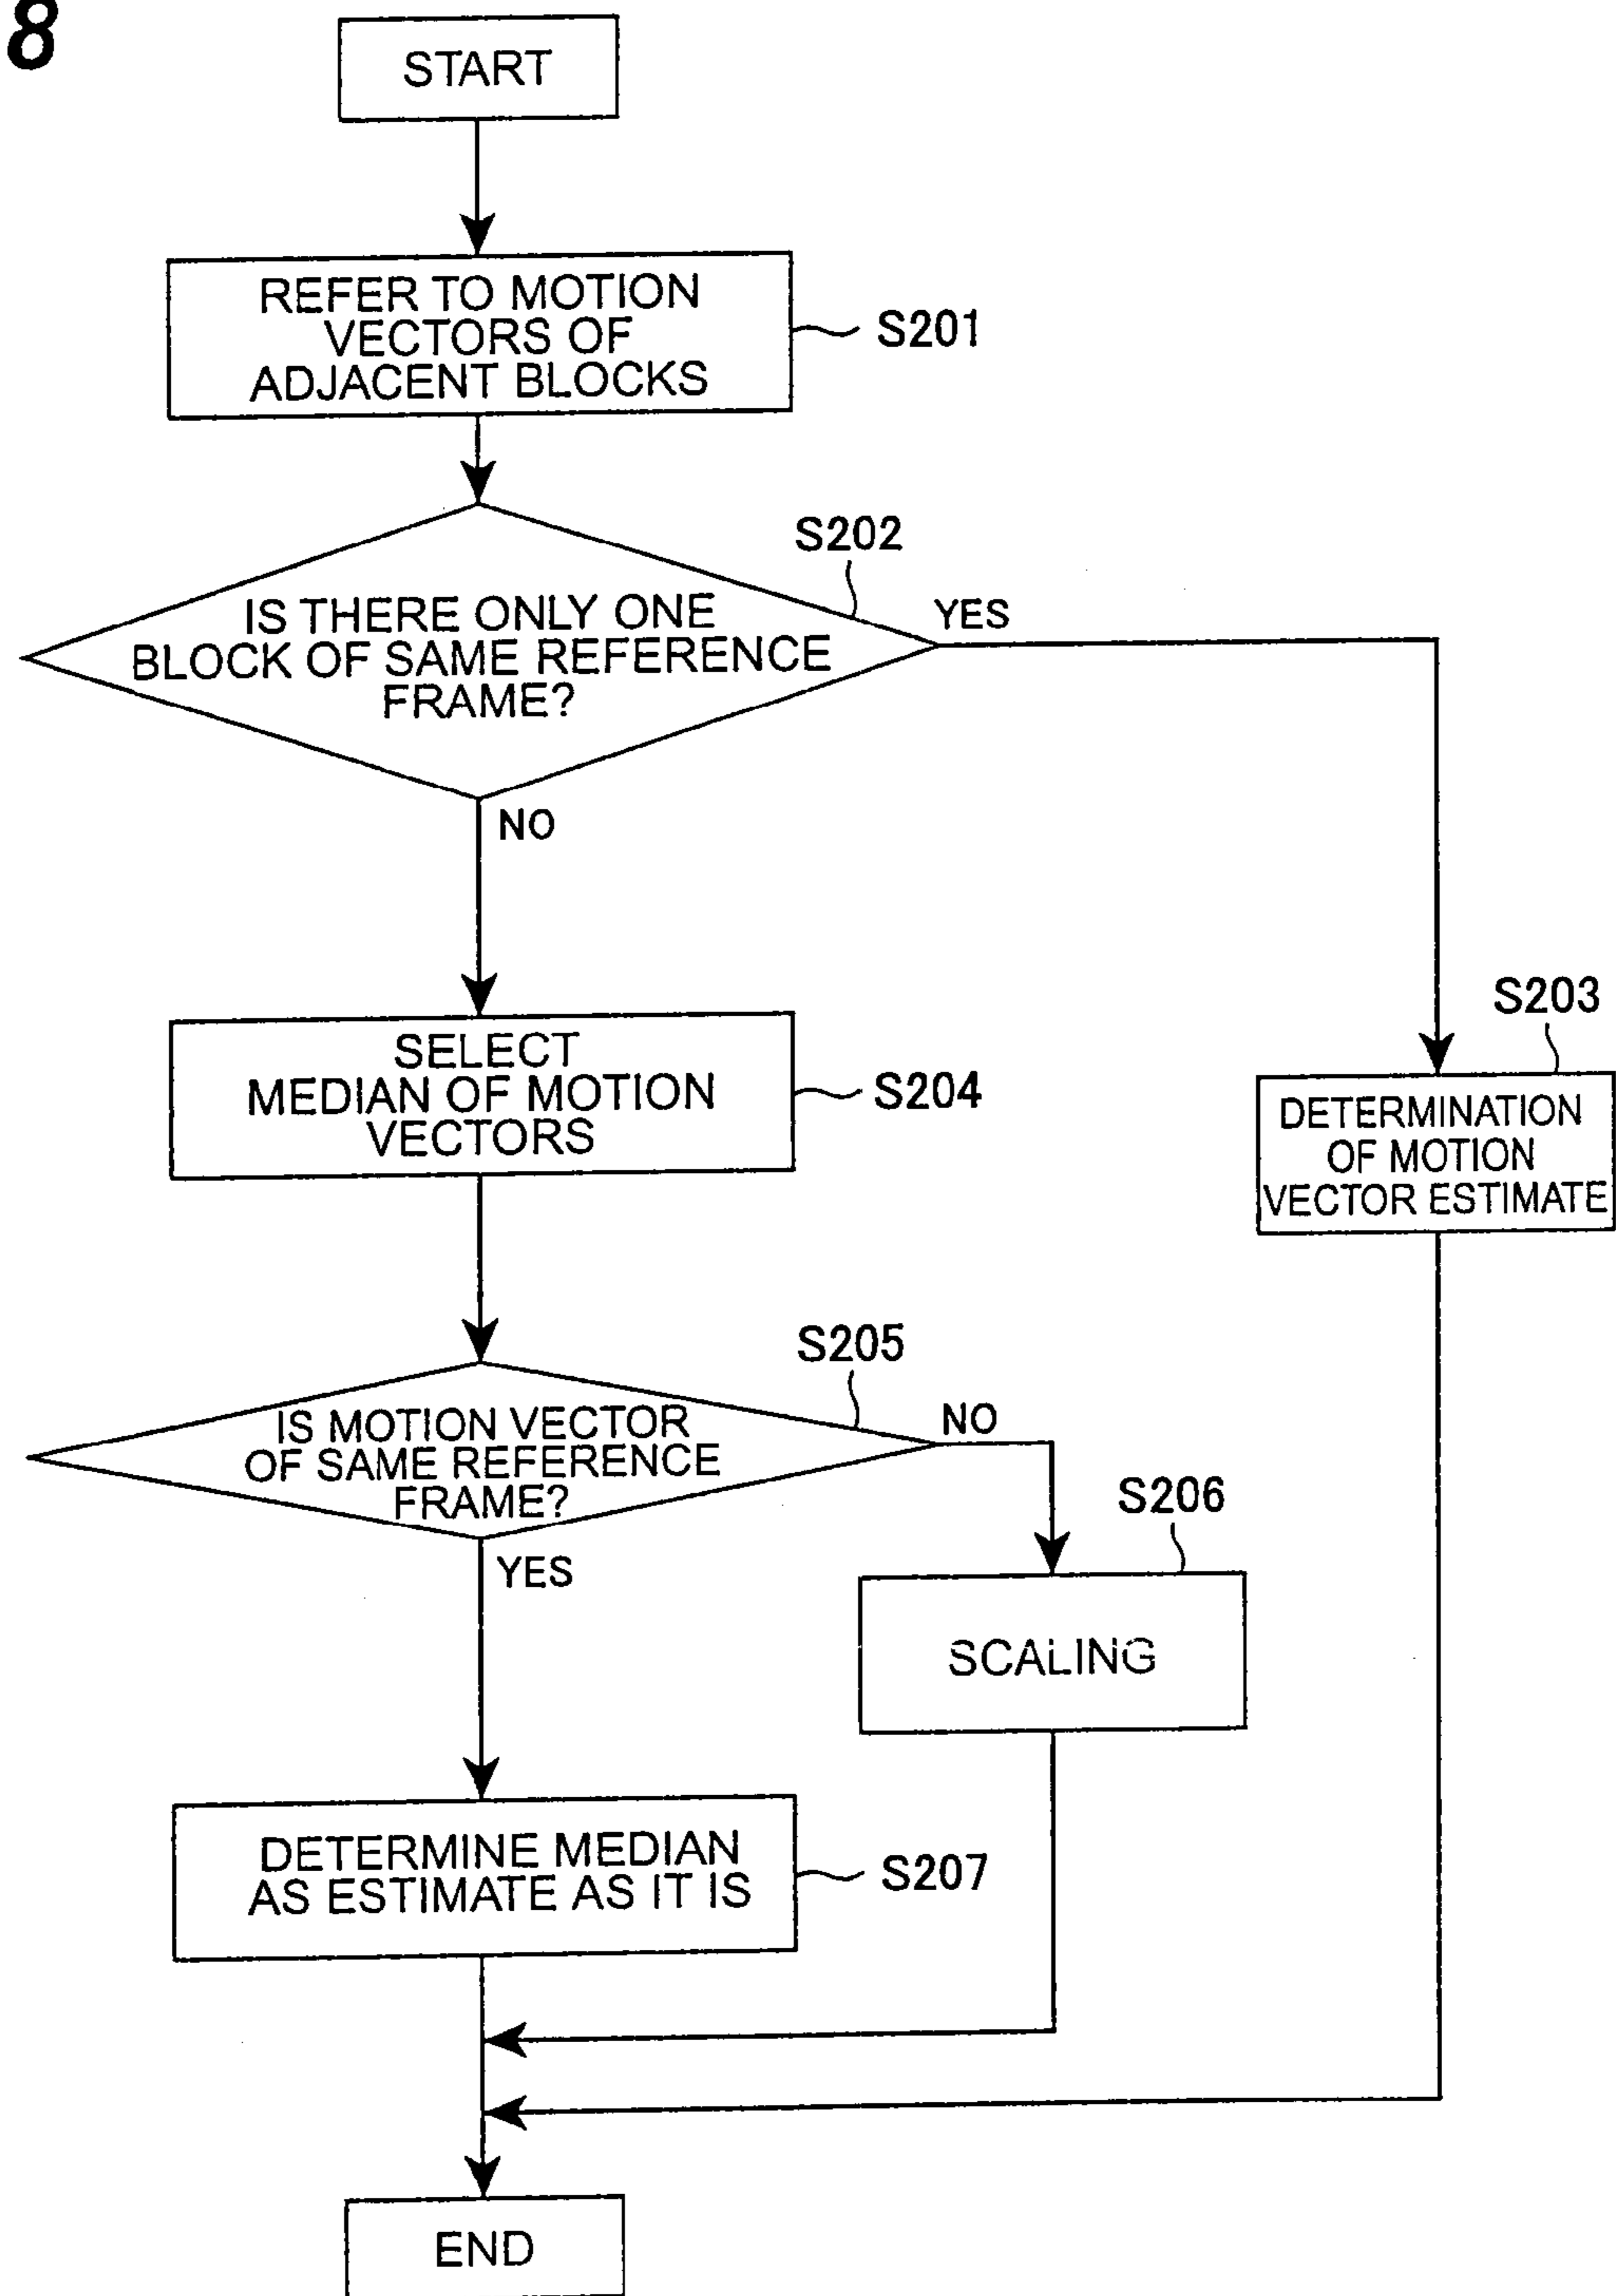 8
START
REFER TO MOTION
VECTORS OF
ADJACENT BLOCKS
S201
S202
IS THERE ONLY ONE
BLOCK OF SAME REFERENCE
FRAME?
YES
NO
S203
DETERMINATION
OF MOTION
VECTOR ESTIMATE
SELECT
MEDIAN OF MOTION
VECTORS
S204
S205
IS MOTION VECTOR
OF SAME REFERENCE
FRAME?
NO
YES
S206
SCALING
DETERMINE MEDIAN
AS ESTIMATE AS IT IS
S207
END